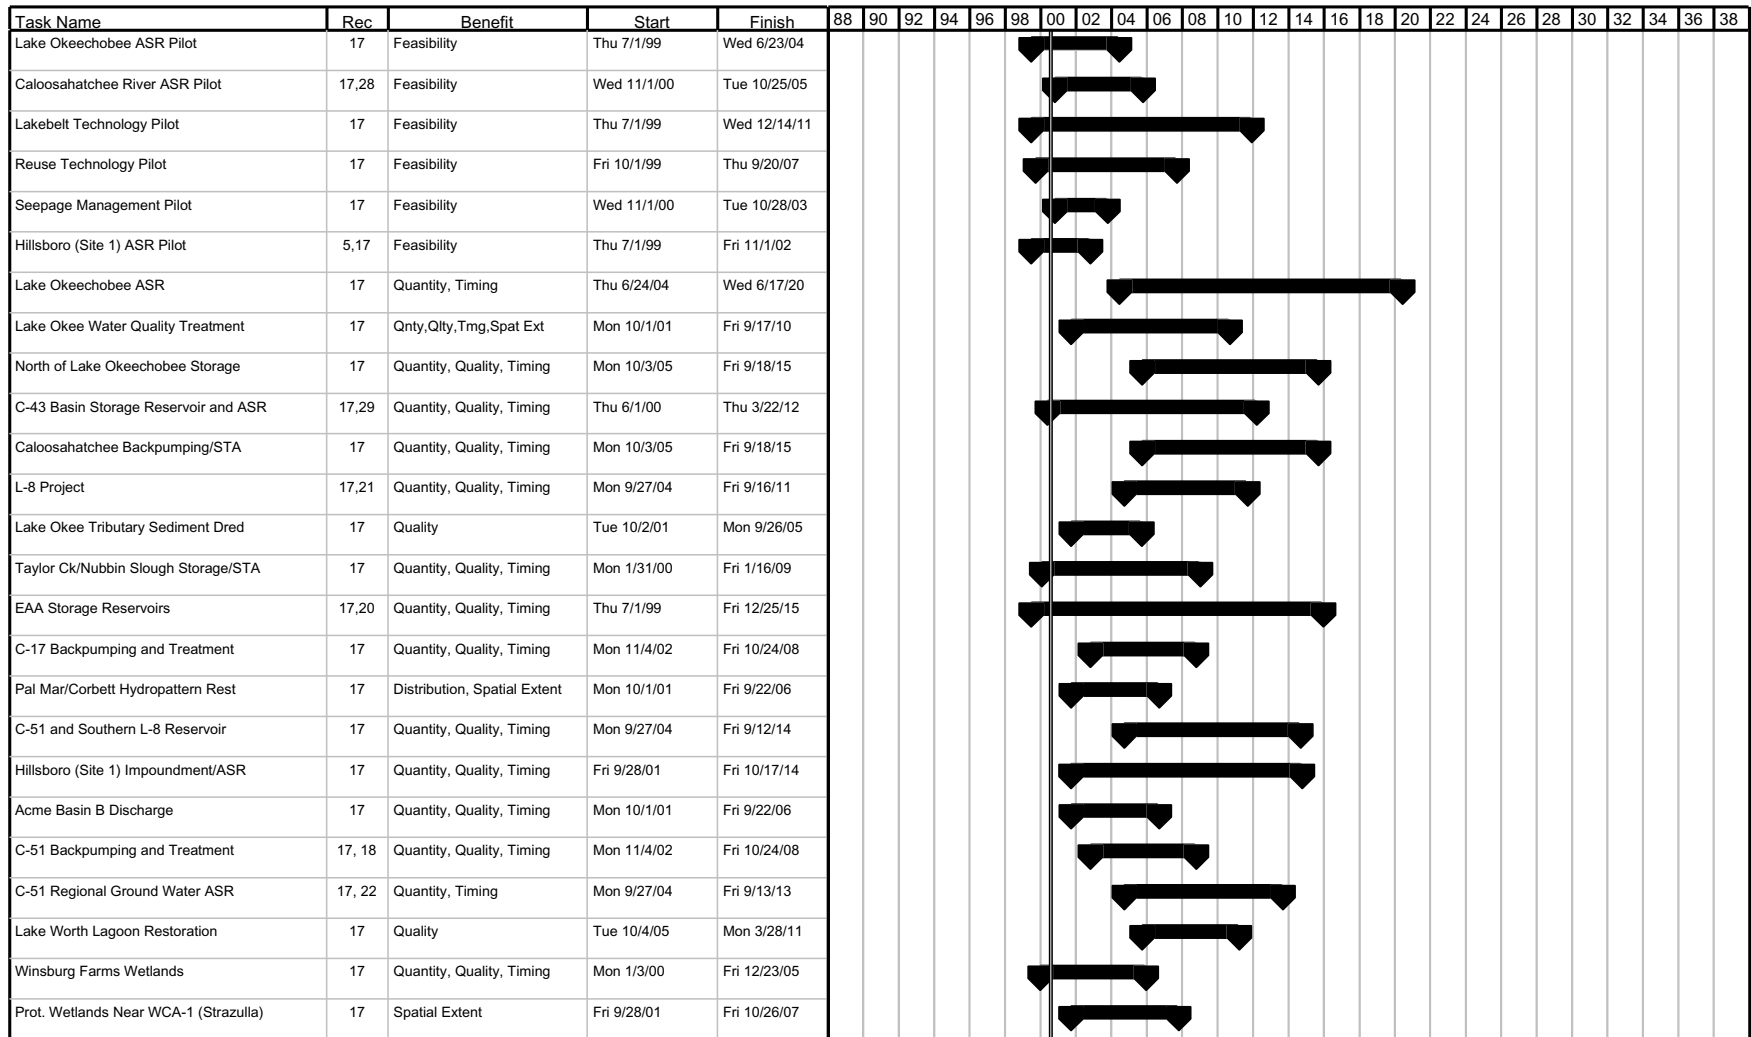 Task Name Rec Benefit Start Finish 88 90 92 94 96 98 00 02 04 06 08 10 12 14 16 18 20 22 24 26 28 30 32 34 36 38
Lake Okeechobee ASR Pilot 17 Feasibility Thu 7/1/99 Wed 6/23/04
Caloosahatchee River ASR Pilot 17,28 Feasibility Wed 11/1/00 Tue 10/25/05
Lakebelt Technology Pilot 17 Feasibility Thu 7/1/99 Wed 12/14/11
Reuse Technology Pilot 17 Feasibility Fri 10/1/99 Thu 9/20/07
Seepage Management Pilot 17 Feasibility Wed 11/1/00 Tue 10/28/03
Hillsboro (Site 1) ASR Pilot 5,17 Feasibility Thu 7/1/99 Fri 11/1/02
Lake Okeechobee ASR 17 Quantity, Timing Thu 6/24/04 Wed 6/17/20
Lake Okee Water Quality Treatment 17 Qnty,Qlty,Tmg,Spat Ext Mon 10/1/01 Fri 9/17/10
North of Lake Okeechobee Storage 17 Quantity, Quality, Timing Mon 10/3/05 Fri 9/18/15
C-43 Basin Storage Reservoir and ASR 17,29 Quantity, Quality, Timing Thu 6/1/00 Thu 3/22/12
Caloosahatchee Backpumping/STA 17 Quantity, Quality, Timing Mon 10/3/05 Fri 9/18/15
L-8 Project 17,21 Quantity, Quality, Timing Mon 9/27/04 Fri 9/16/11
Lake Okee Tributary Sediment Dred 17 Quality Tue 10/2/01 Mon 9/26/05
Taylor Ck/Nubbin Slough Storage/STA 17 Quantity, Quality, Timing Mon 1/31/00 Fri 1/16/09
EAA Storage Reservoirs 17,20 Quantity, Quality, Timing Thu 7/1/99 Fri 12/25/15
C-17 Backpumping and Treatment 17 Quantity, Quality, Timing Mon 11/4/02 Fri 10/24/08
Pal Mar/Corbett Hydropattern Rest 17 Distribution, Spatial Extent Mon 10/1/01 Fri 9/22/06
C-51 and Southern L-8 Reservoir 17 Quantity, Quality, Timing Mon 9/27/04 Fri 9/12/14
Hillsboro (Site 1) Impoundment/ASR 17 Quantity, Quality, Timing Fri 9/28/01 Fri 10/17/14
Acme Basin B Discharge 17 Quantity, Quality, Timing Mon 10/1/01 Fri 9/22/06
C-51 Backpumping and Treatment 17, 18 Quantity, Quality, Timing Mon 11/4/02 Fri 10/24/08
C-51 Regional Ground Water ASR 17, 22 Quantity, Timing Mon 9/27/04 Fri 9/13/13
Lake Worth Lagoon Restoration 17 Quality Tue 10/4/05 Mon 3/28/11
Winsburg Farms Wetlands 17 Quantity, Quality, Timing Mon 1/3/00 Fri 12/23/05
Prot. Wetlands Near WCA-1 (Strazulla) 17 Spatial Extent Fri 9/28/01 Fri 10/26/07